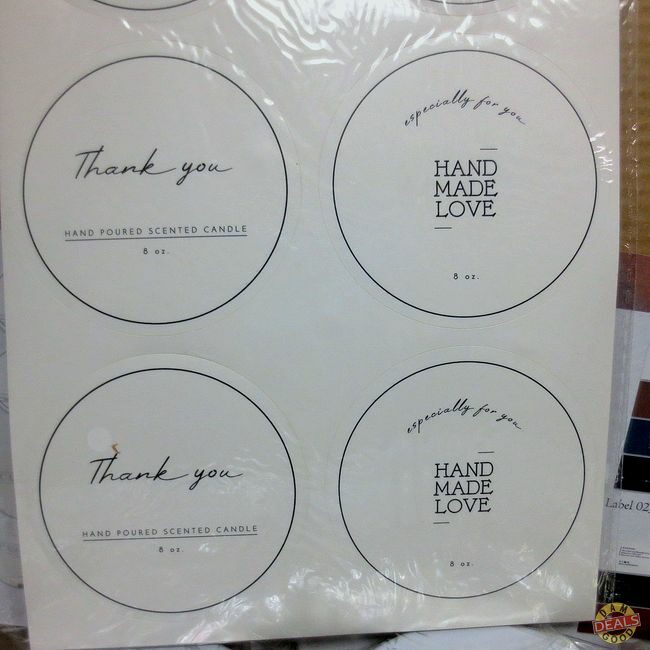 Thank you
HAND POURED SCENTED CANDLE
8 oz.
especially for you
HAND
MADE
LOVE
8 oz.
Thank you
HAND POURED SCENTED CANDLE
8 oz.
especially for you
HAND
MADE
LOVE
8 oz.
Label 02
DAM
DEALS
GOOD